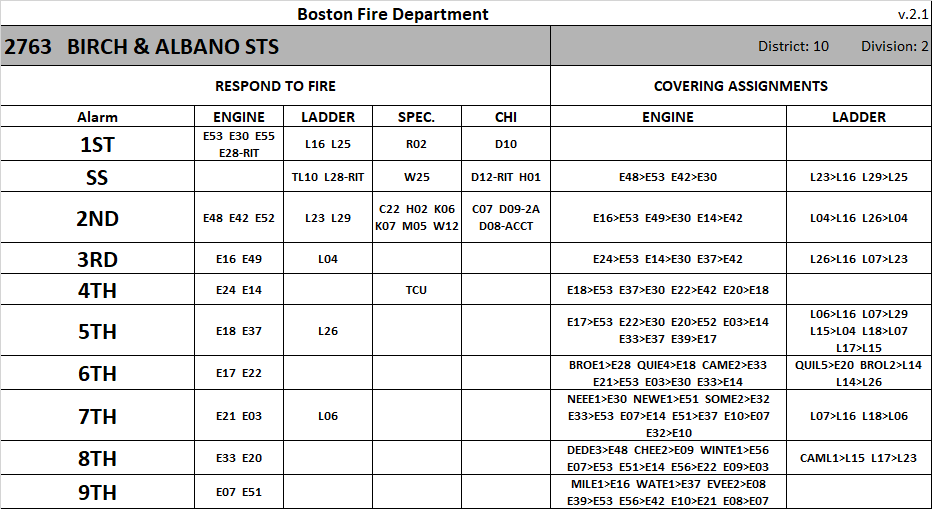 Boston Fire Department v.2.1
2763 BIRCH & ALBANO STS District: 10 Division: 2
RESPOND TO FIRE COVERING ASSIGNMENTS
Alarm ENGINE LADDER SPEC. CHI ENGINE LADDER
1ST E53 E30 E55 E28-RIT L16 L25 R02 D10
SS TL10 L28-RIT W25 D12-RIT H01 E48>E53 E42>E30 L23>L16 L29>L25
2ND E48 E42 E52 L23 L29 C22 H02 K06 K07 M05 W12 C07 D09-2A D08-ACCT E16>E53 E49>E30 E14>E42 L04>L16 L26>L04
3RD E16 E49 L04 E24>E53 E14>E30 E37>E42 L26>L16 L07>L23
4TH E24 E14 TCU E18>E53 E37>E30 E22>E42 E20>E18
5TH E18 E37 L26 E17>E53 E22>E30 E20>E52 E03>E14 E33>E37 E39>E17 L06>L16 L07>L29 L15>L04 L18>L07 L17>L15
6TH E17 E22 BROE1>E28 QUIE4>E18 CAME2>E33 E21>E53 E03>E30 E33>E14 QUIL5>E20 BROL2>L14 L14>L26
7TH E21 E03 L06 NEEE1>E30 NEWE1>E51 SOME2>E32 E33>E53 E07>E14 E51>E37 E10>E07 E32>E10 L07>L16 L18>L06
8TH E33 E20 DEDE3>E48 CHEE2>E09 WINTE1>E56 E07>E53 E51>E14 E56>E22 E09>E03 CAML1>L15 L17>L23
9TH E07 E51 MILE1>E16 WATE1>E37 EVEE2>E08 E39>E53 E56>E42 E10>E21 E08>E07